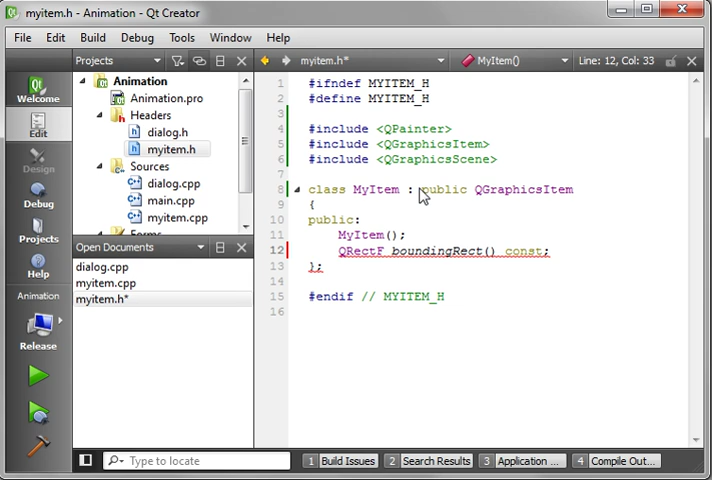 myitem.h - Animation - Qt Creator
File Edit Build Debug Tools Window Help
Projects
myitem.h*
MyItem()
Line: 12, Col: 33
Welcome
Edit
Design
Debug
Projects
Help
Animation
Release
Animation
Animation.pro
Headers
dialog.h
myitem.h
Sources
dialog.cpp
main.cpp
myitem.cpp
Open Documents
dialog.cpp
myitem.cpp
myitem.h*
1 #ifndef MYITEM_H
2 #define MYITEM_H
3
4 #include <QPainter>
5 #include <QGraphicsItem>
6 #include <QGraphicsScene>
7
8 class MyItem : public QGraphicsItem
9 {
10 public:
11 MyItem();
12 QRectF boundingRect() const;
13 };
14
15 #endif // MYITEM_H
16
Type to locate
1 Build Issues
2 Search Results
3 Application ...
4 Compile Out...